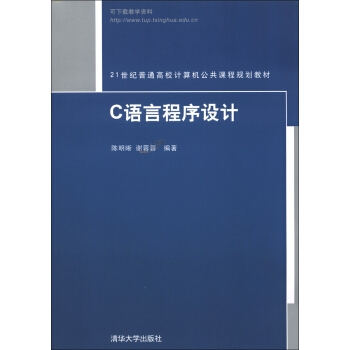 可下载教学资料
http://www.tup.tsinghua.edu.cn
21世纪普通高校计算机公共课程规划教材
C语言程序设计
陈明晰 谢蓉蓉 编著
清华大学出版社